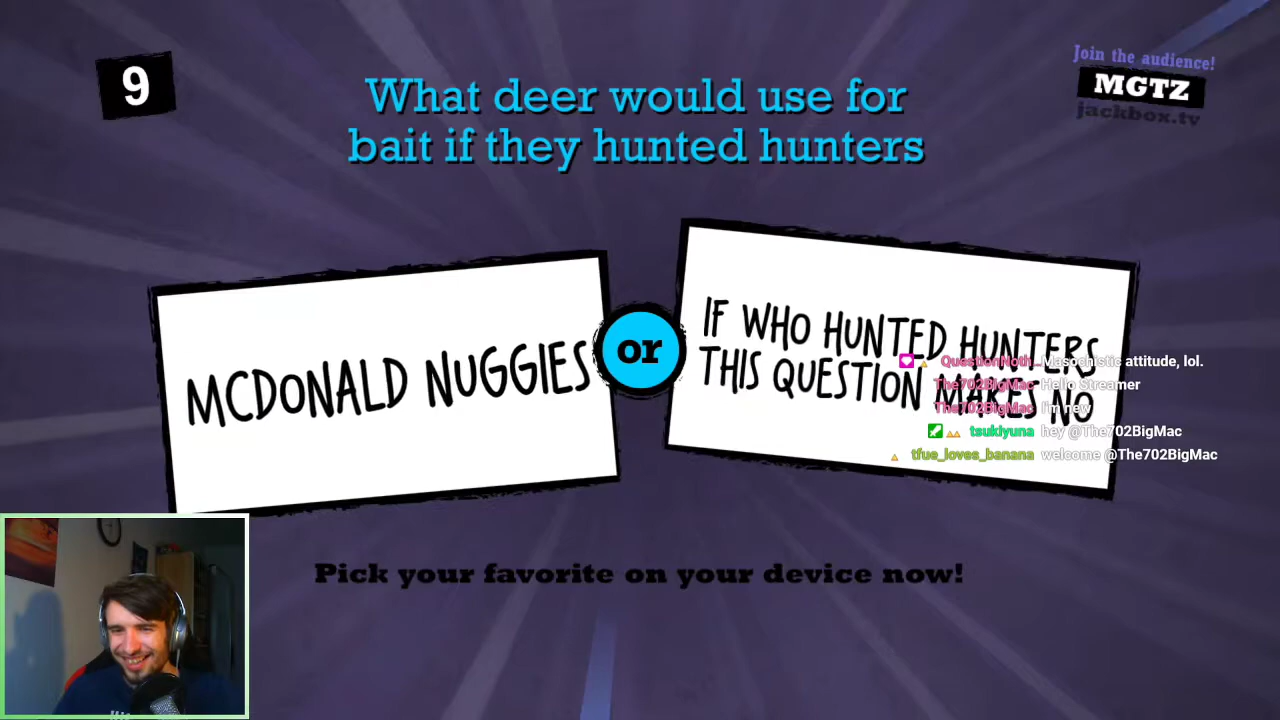 9
Join the audience!
MGTZ
jackbox.tv
What deer would use for
bait if they hunted hunters
MCDONALD NUGGIES
or
IF WHO HUNTED HUNTERS
THIS QUESTION MAKES NO
QuestionMoth Masochistic attitude, lol.
The702BigMac Hello Streamer
The702BigMac I'm new
tsukiyuna hey @The702BigMac
tfue_loves_banana welcome @The702BigMac
Pick your favorite on your device now!